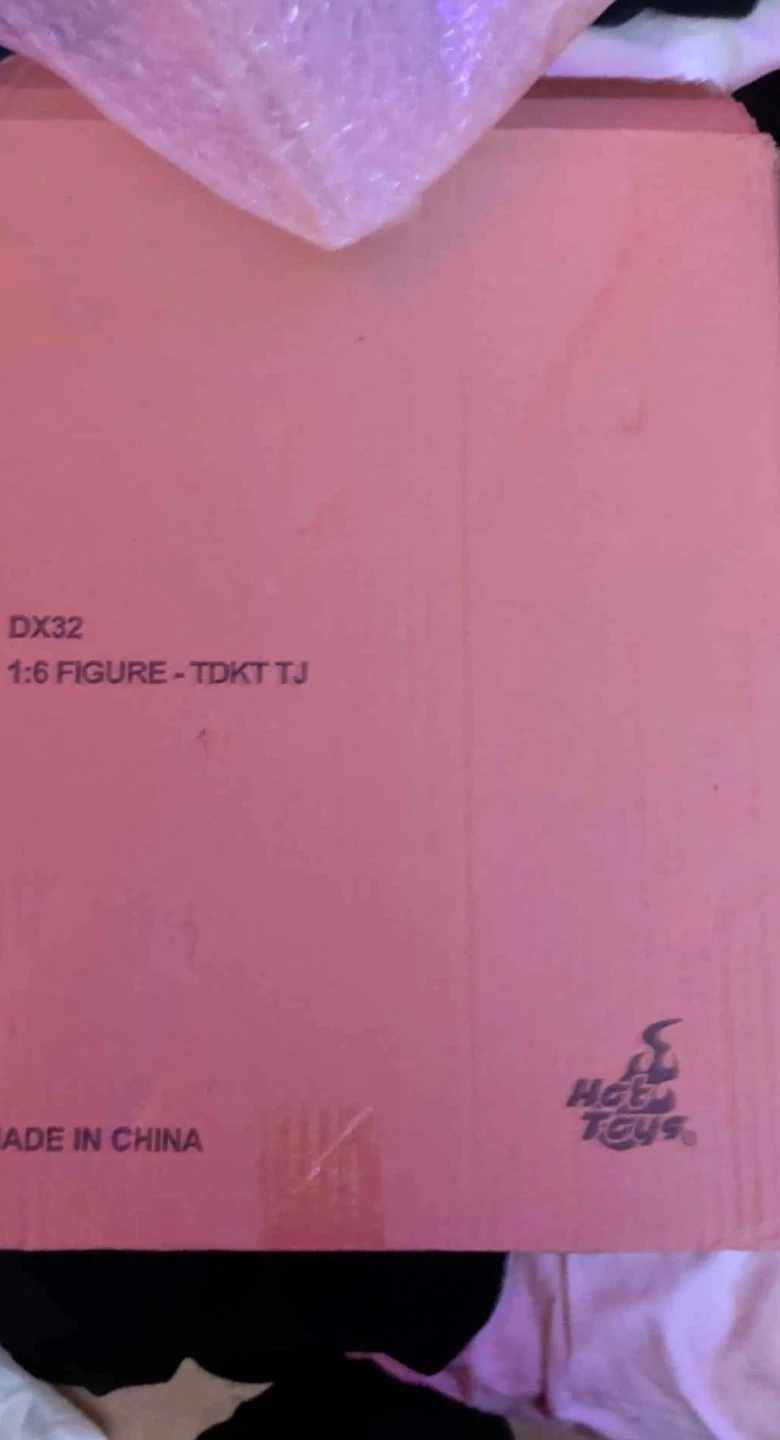 DX32
1:6 FIGURE - TDKT TJ
ADE IN CHINA
Hot
Toys®